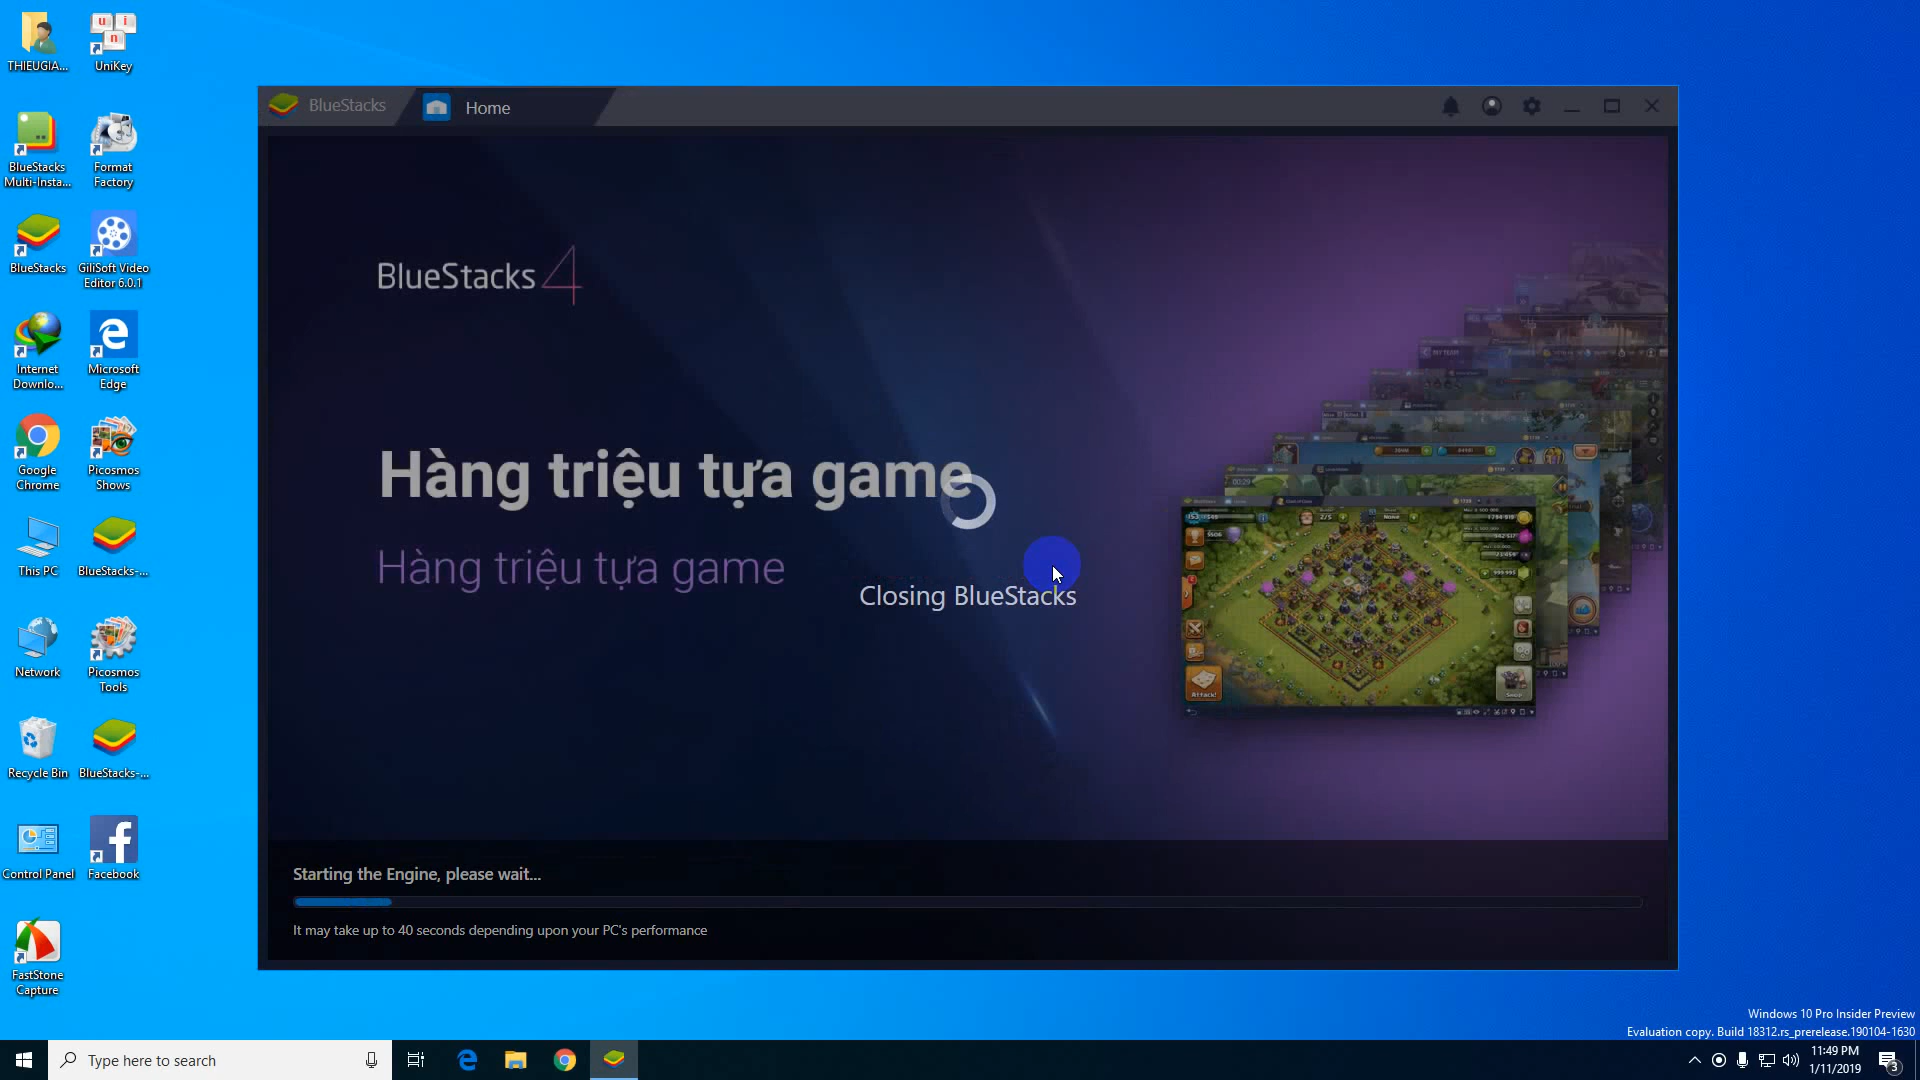 THIEUGIA...
UniKey
BlueStacks
Multi-Insta...
Format
Factory
BlueStacks
GiliSoft Video
Editor 6.0.1
Internet
Downlo...
Microsoft
Edge
Google
Chrome
Picosmos
Shows
This PC
BlueStacks-...
Network
Picosmos
Tools
Recycle Bin
BlueStacks-...
Control Panel
Facebook
FastStone
Capture
BlueStacks
Home
BlueStacks 4
Hàng triệu tựa game
Hàng triệu tựa game
Closing BlueStacks
Attack!
Starting the Engine, please wait...
It may take up to 40 seconds depending upon your PC's performance
Windows 10 Pro Insider Preview
Evaluation copy. Build 18312.rs_prerelease.190104-1630
Type here to search
11:49 PM
1/11/2019
3